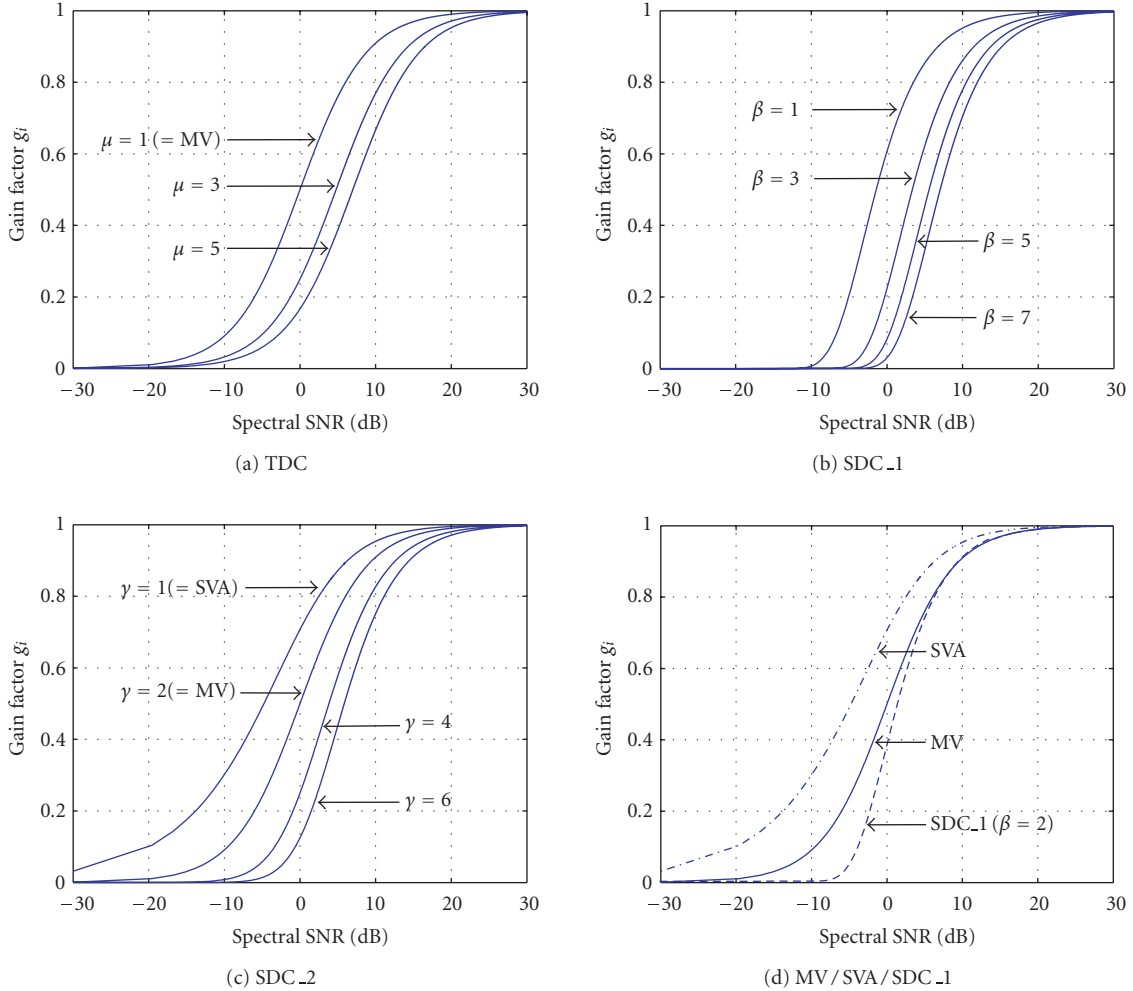 1
0.8
0.6
0.4
0.2
0
Gain factor g_i
μ = 1 (= MV)
μ = 3
μ = 5
−30 −20 −10 0 10 20 30
Spectral SNR (dB)
(a) TDC
1
0.8
0.6
0.4
0.2
0
Gain factor g_i
β = 1
β = 3
β = 5
β = 7
−30 −20 −10 0 10 20 30
Spectral SNR (dB)
(b) SDC_1
1
0.8
0.6
0.4
0.2
0
Gain factor g_i
γ = 1(= SVA)
γ = 2(= MV)
γ = 4
γ = 6
−30 −20 −10 0 10 20 30
Spectral SNR (dB)
(c) SDC_2
1
0.8
0.6
0.4
0.2
0
Gain factor g_i
SVA
MV
SDC_1 (β = 2)
−30 −20 −10 0 10 20 30
Spectral SNR (dB)
(d) MV/SVA/SDC_1